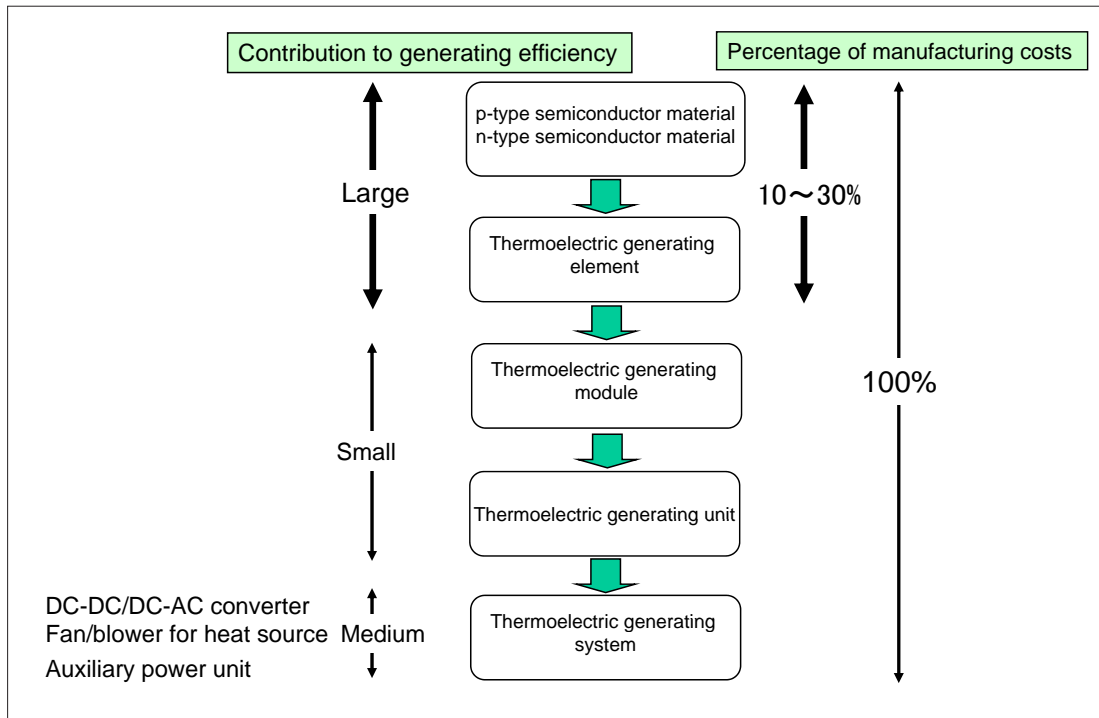 Contribution to generating efficiency
Percentage of manufacturing costs
p-type semiconductor material
n-type semiconductor material
Large
10～30%
Thermoelectric generating
element
Thermoelectric generating
module
100%
Small
Thermoelectric generating unit
DC-DC/DC-AC converter
Fan/blower for heat source
Auxiliary power unit
Medium
Thermoelectric generating
system